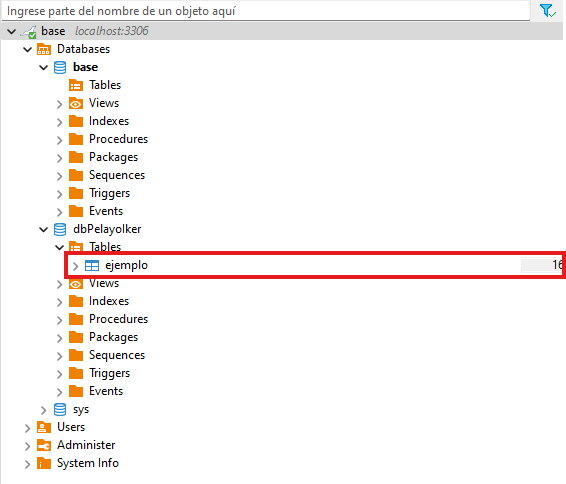 Ingrese parte del nombre de un objeto aquí
base localhost:3306
Databases
base
Tables
Views
Indexes
Procedures
Packages
Sequences
Triggers
Events
dbPelayolker
Tables
ejemplo 16
Views
Indexes
Procedures
Packages
Sequences
Triggers
Events
sys
Users
Administer
System Info